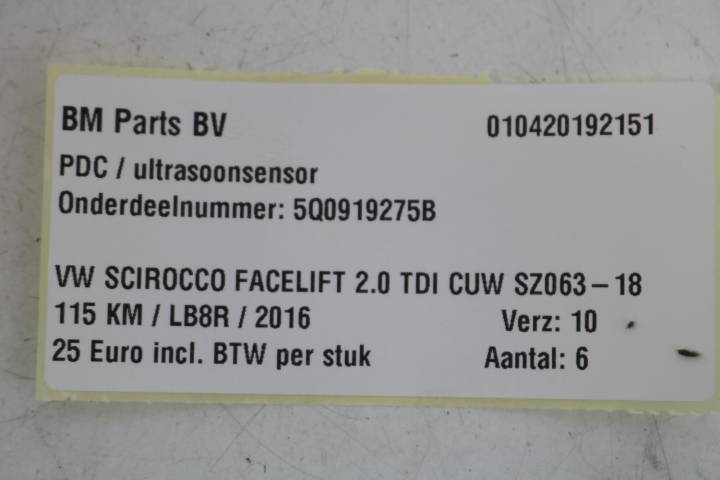 BM Parts BV 010420192151
PDC / ultrasoonsensor
Onderdeelnummer: 5Q0919275B
VW SCIROCCO FACELIFT 2.0 TDI CUW SZ063-18
115 KM / LB8R / 2016 Verz: 10
25 Euro incl. BTW per stuk Aantal: 6